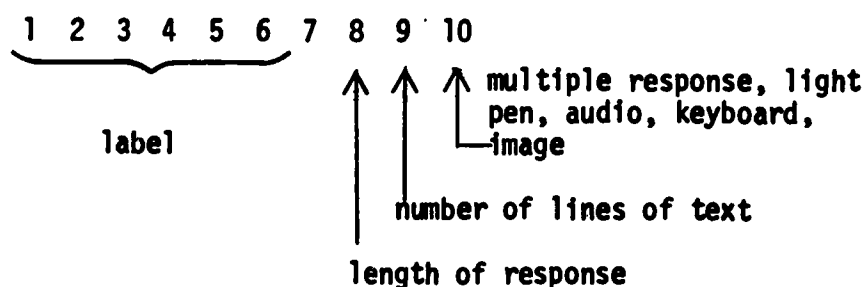 1 2 3 4 5 6 7 8 9 10
multiple response, light
pen, audio, keyboard,
image
label
number of lines of text
length of response